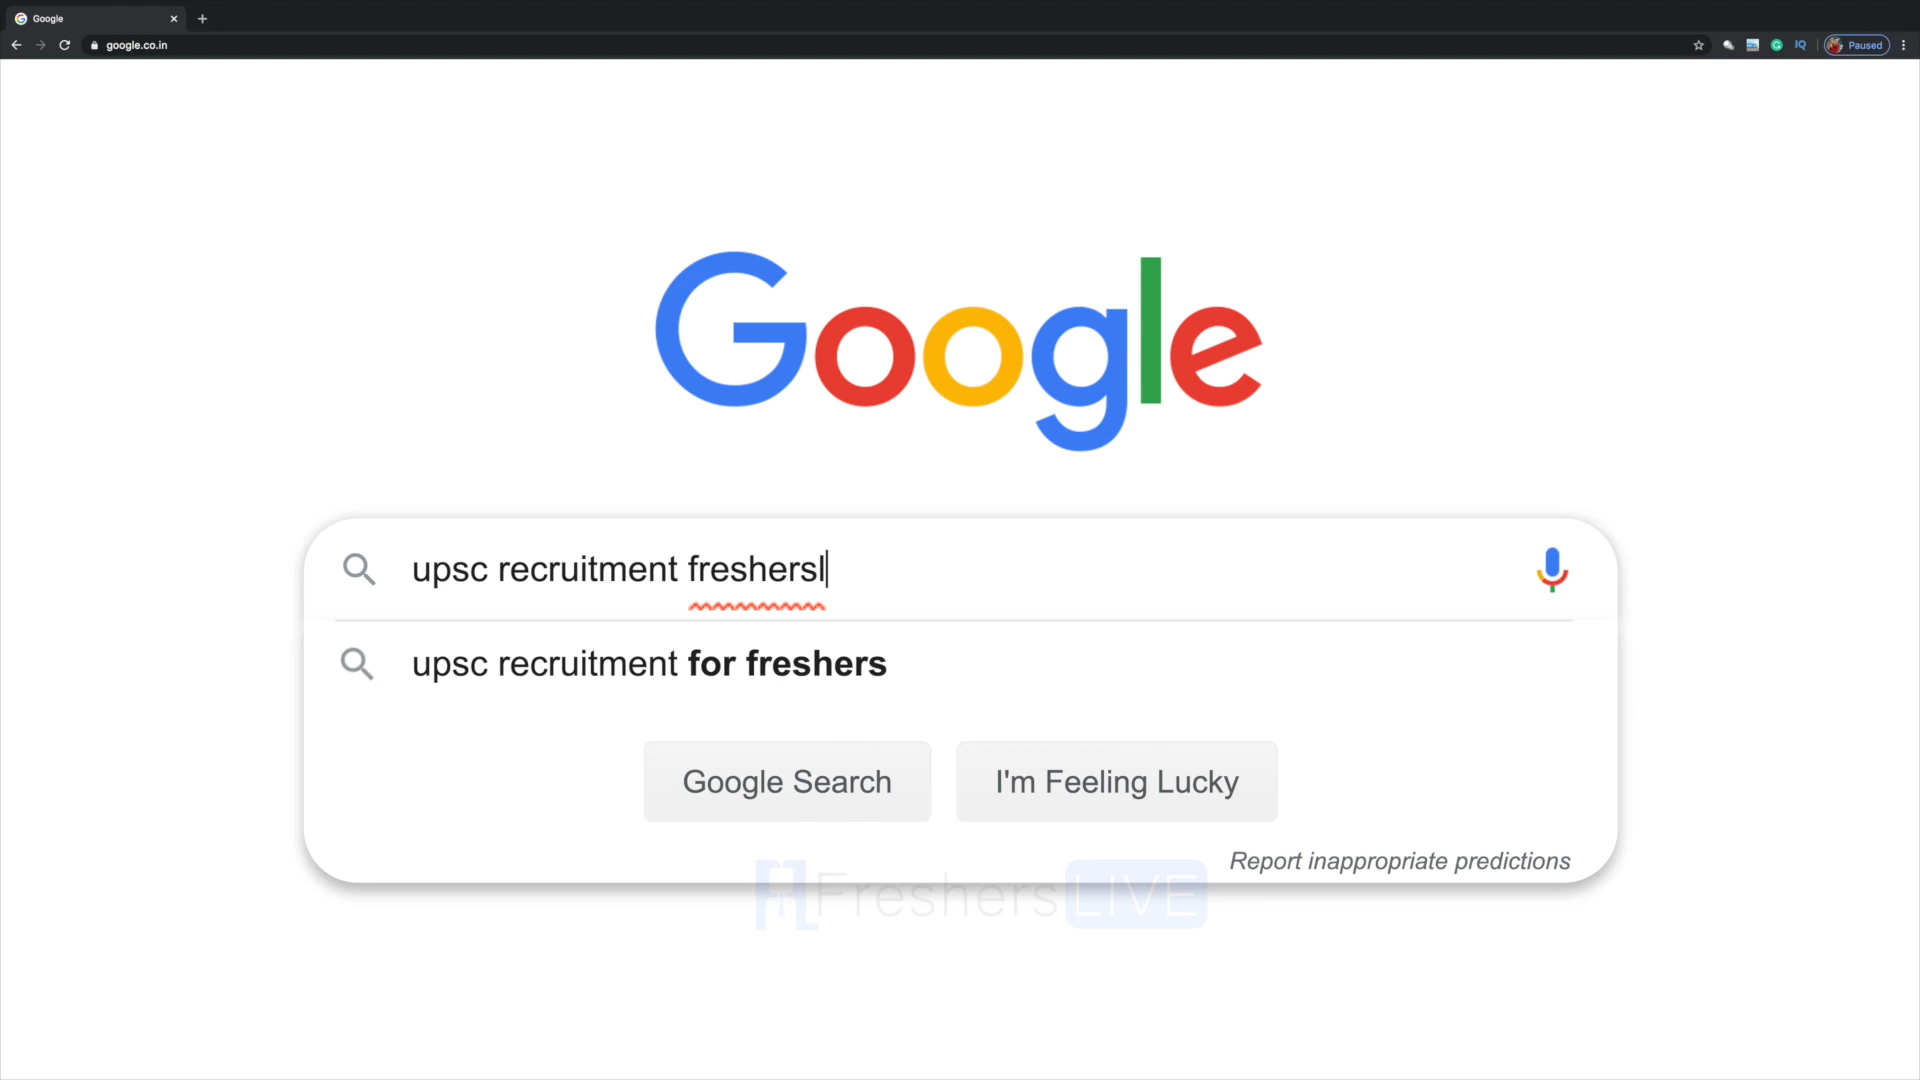 Google
google.co.in
Paused
Google
upsc recruitment freshersl
upsc recruitment for freshers
Google Search
I'm Feeling Lucky
Report inappropriate predictions
FreshersLIVE